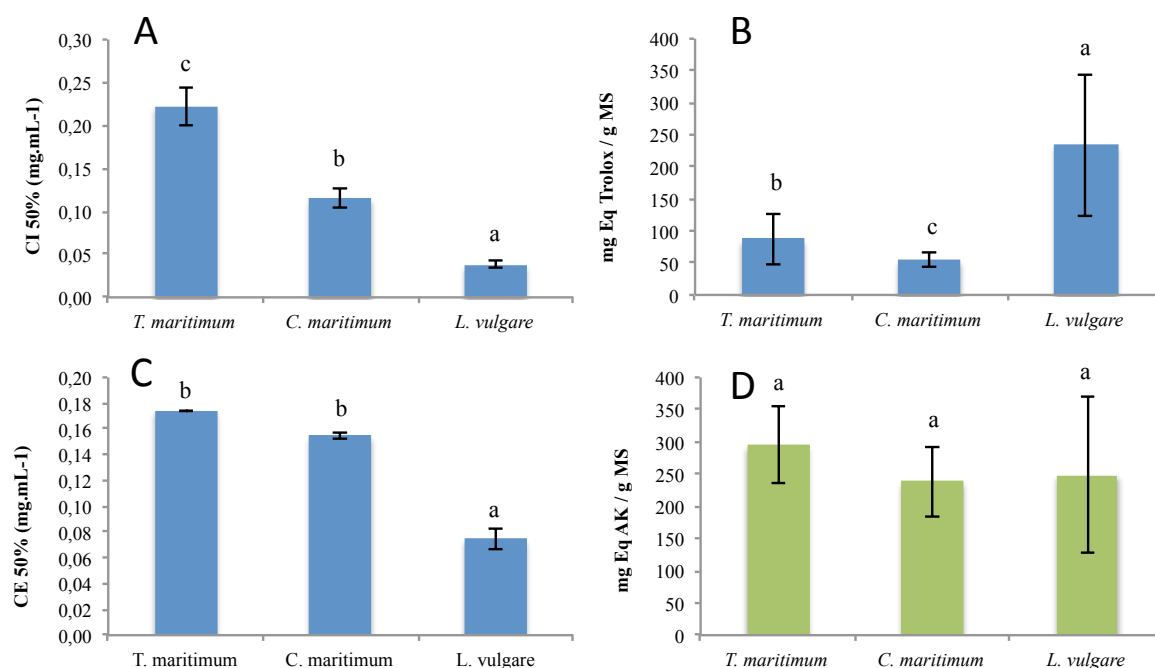 A
CI 50% (mg.mL-1)
0,30
0,25
0,20
0,15
0,10
0,05
0,00
c
b
a
T. maritimum
C. maritimum
L. vulgare
B
mg Eq Trolox / g MS
400
350
300
250
200
150
100
50
0
b
c
a
T. maritimum
C. maritimum
L. vulgare
C
CE 50% (mg.mL-1)
0,20
0,18
0,16
0,14
0,12
0,10
0,08
0,06
0,04
0,02
0,00
b
b
a
T. maritimum
C. maritimum
L. vulgare
D
mg Eq AK / g MS
400
350
300
250
200
150
100
50
0
a
a
a
T. maritimum
C. maritimum
L. vulgare